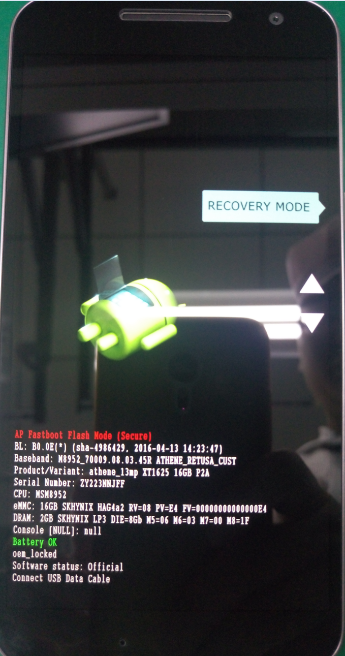 RECOVERY MODE
AP Fastboot Flash Mode (Secure)
BL: B0.0E(*) (sha-4986429, 2016-04-13 14:23:47)
Baseband: M8952_70009.08.03.45R ATHENE_RETUSA_CUST
Product/Variant: athene_13mp XT1625 16GB P2A
Serial Number: ZY223NNJFF
CPU: MSM8952
eMMC: 16GB SKHYNIX HAG4a2 RV=08 PV=E4 FV=00000000000000E4
DRAM: 2GB SKHYNIX LP3 DIE=8Gb M5=06 M6=03 M7=00 M8=1F
Console [NULL]: null
Battery OK
oem_locked
Software status: Official
Connect USB Data Cable